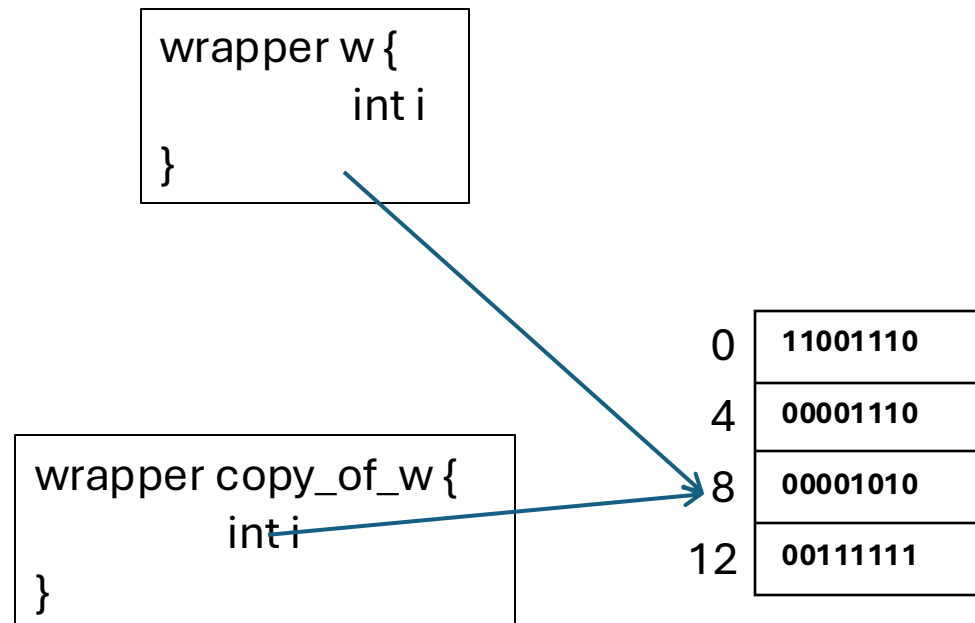 wrapper w {
int i
}
0 11001110
4 00001110
wrapper copy_of_w {
8 00001010
int i
12 00111111
}